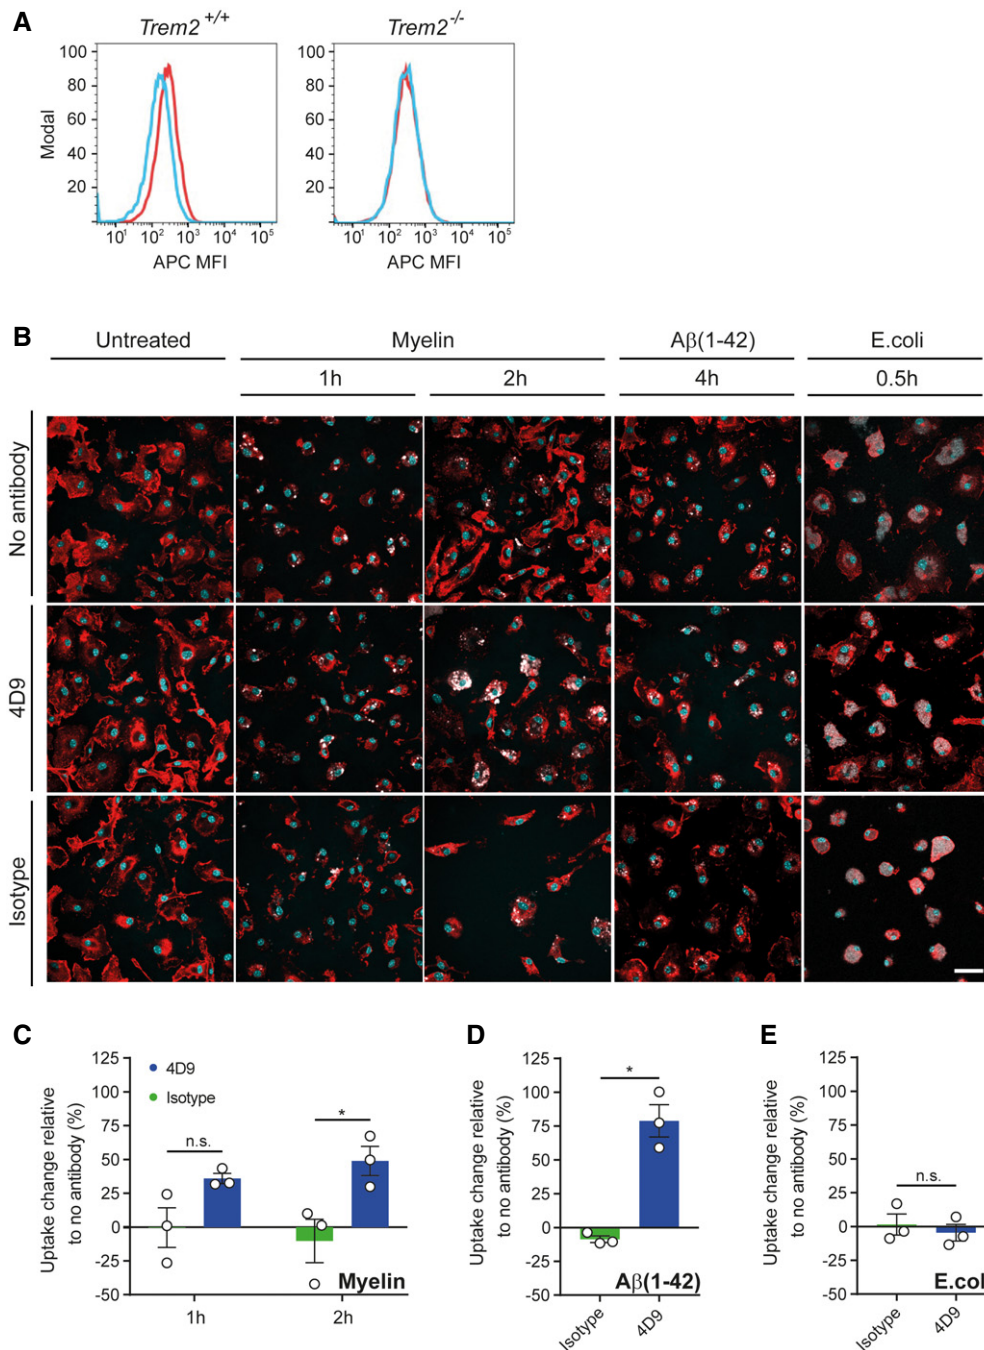 A
Trem2 +/+
Trem2 -/-
100
80
60
40
20
Modal
10¹ 10² 10³ 10⁴ 10⁵
APC MFI
100
80
60
40
20
10¹ 10² 10³ 10⁴ 10⁵
APC MFI
B
Untreated
Myelin
Aβ(1-42)
E.coli
1h
2h
4h
0.5h
No antibody
4D9
Isotype
C
Uptake change relative
to no antibody (%)
125
100
75
50
25
0
-25
-50
4D9
Isotype
n.s.
*
Myelin
1h
2h
D
Uptake change relative
to no antibody (%)
125
100
75
50
25
0
-25
-50
*
Aβ(1-42)
Isotype
4D9
E
Uptake change relative
to no antibody (%)
125
100
75
50
25
0
-25
-50
n.s.
E.coli
Isotype
4D9